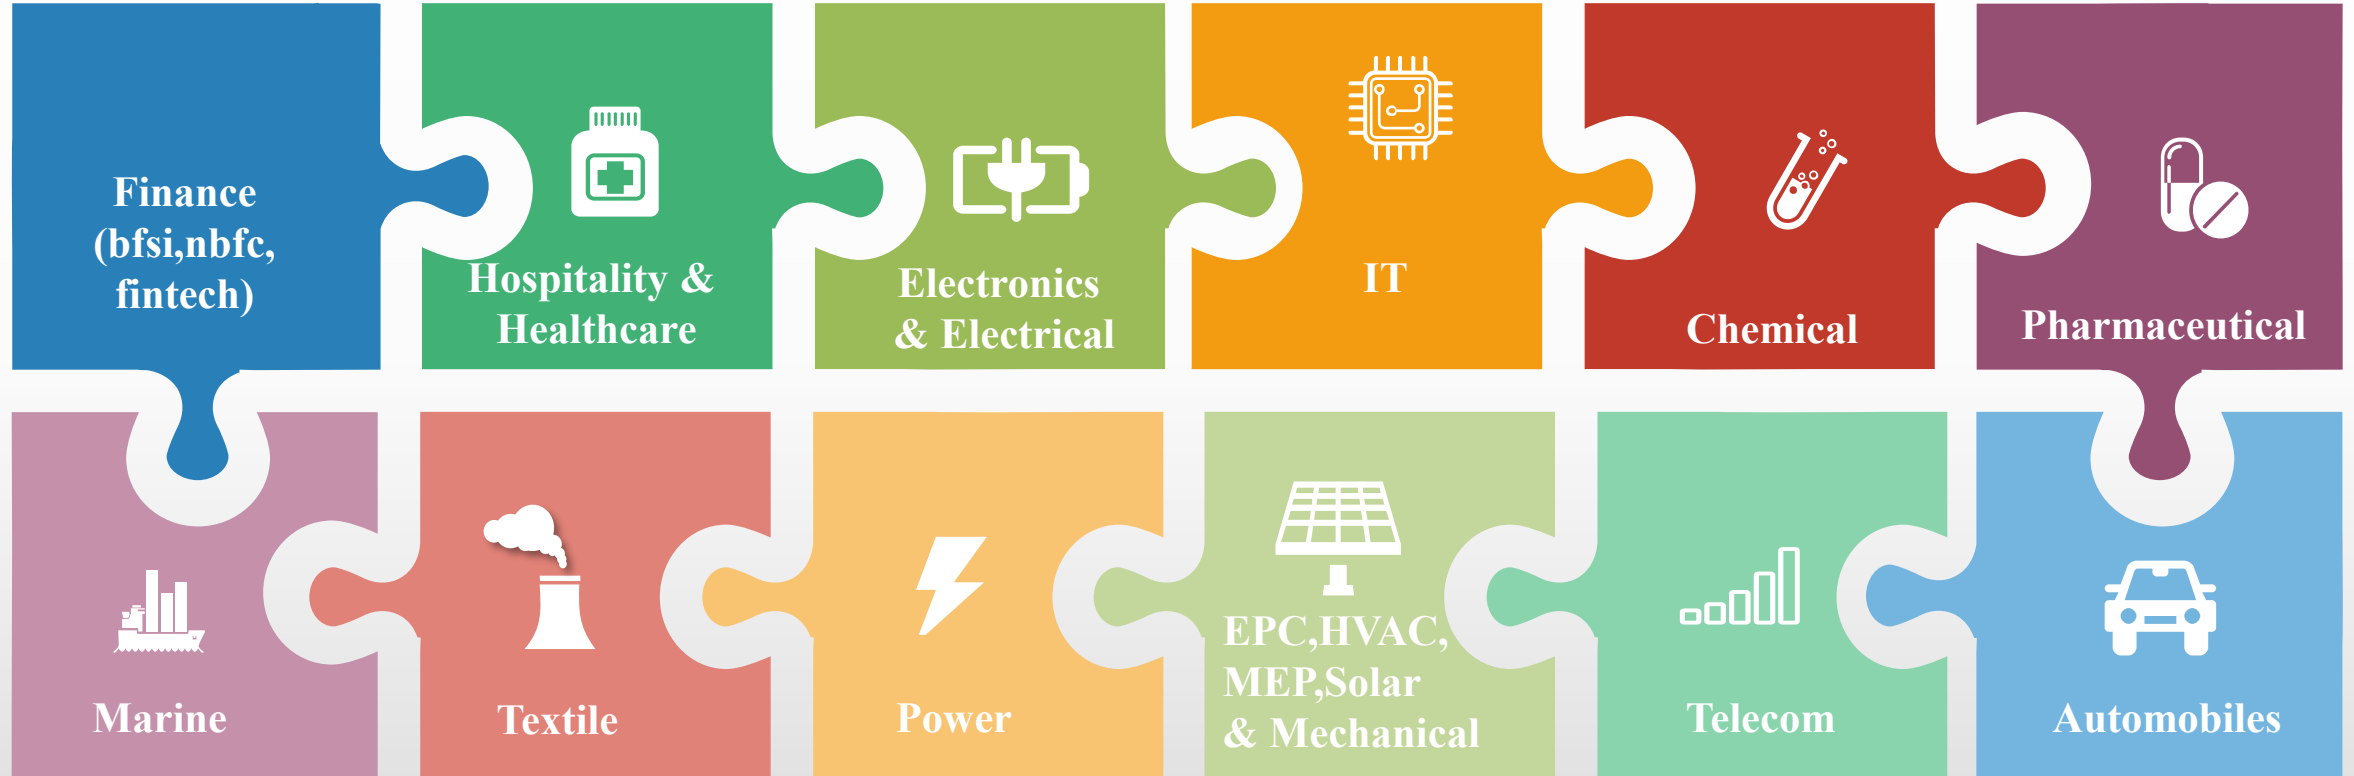 Finance
(bfsi,nbfc,
fintech)
Hospitality &
Healthcare
Electronics
& Electrical
IT
Chemical
Pharmaceutical
Marine
Textile
Power
EPC,HVAC,
MEP,Solar
& Mechanical
Telecom
Automobiles